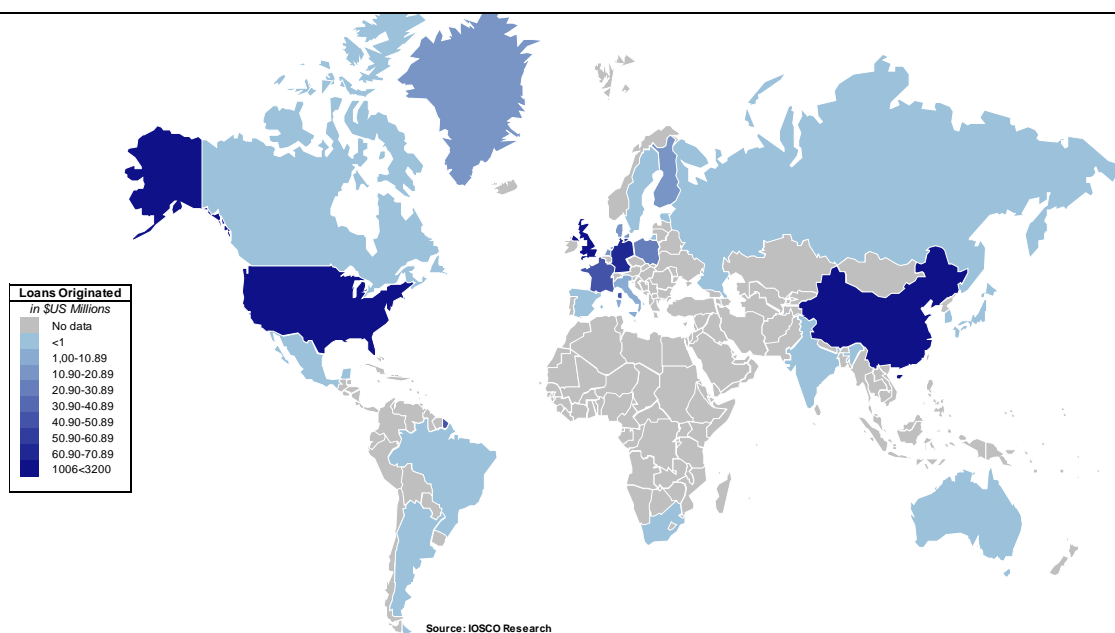 Loans Originated
in $US Millions
No data
<1
1,00-10.89
10.90-20.89
20.90-30.89
30.90-40.89
40.90-50.89
50.90-60.89
60.90-70.89
1006<3200
Source: IOSCO Research